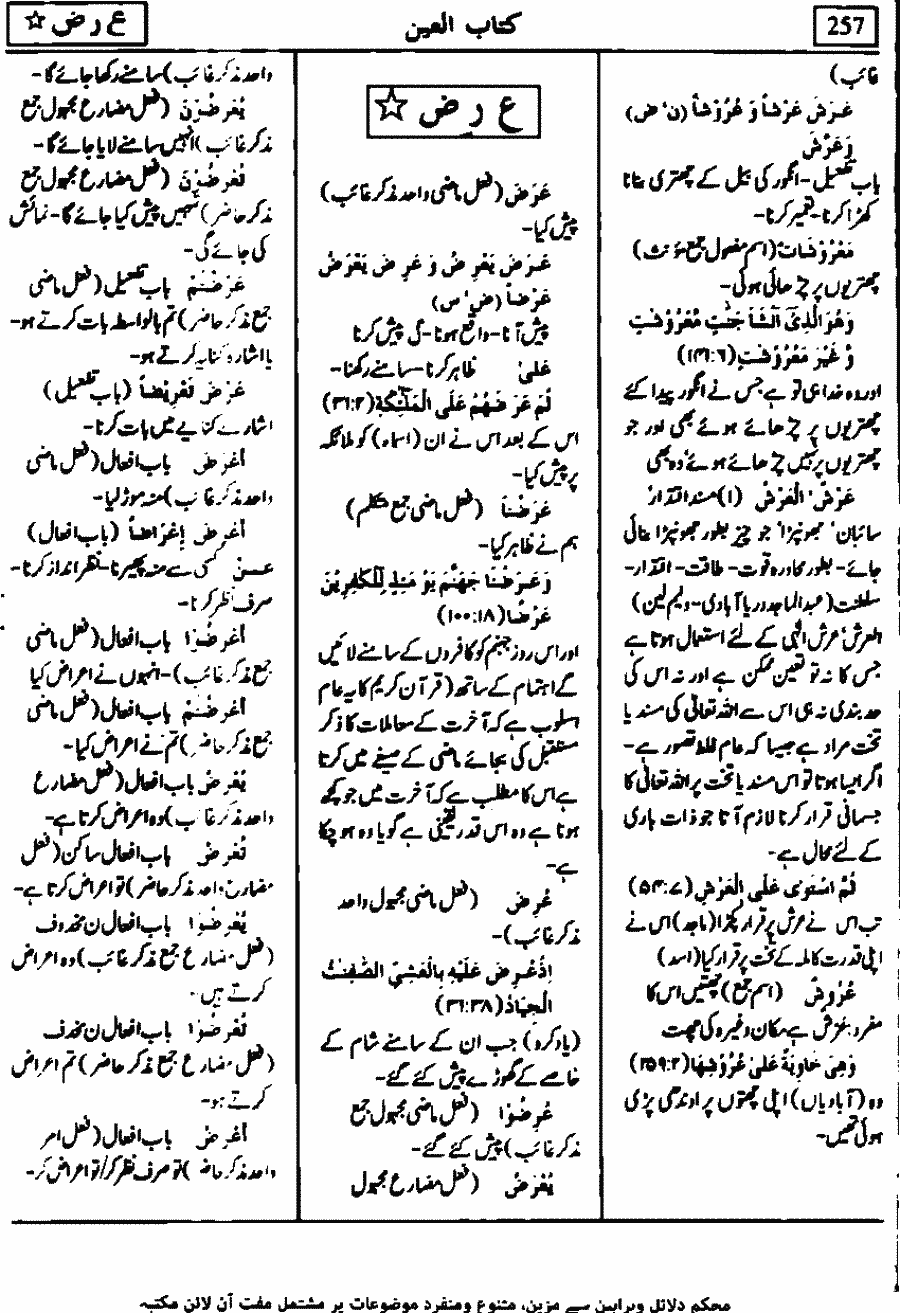 257
کتاب العین
ع ر ض ☆
غائب)
عَرَشَ عَرْشاً وَ عُرُوْشاً (ن‘ ض)
وَعَرَّشَ
باب تفعیل-انگور کی بیل کے چھتری بنانا
کھڑا کرنا-تعمیر کرنا-
مَعْرُوْشَاتٌ (اسم مفعول جمع مؤنث)
چھتریوں پر چڑھائی ہوئی-
وَهُوَ الَّذِیْ اَنْشَأَ جَنّٰتٍ مَّعْرُوْشٰتٍ
وَّ غَیْرَ مَعْرُوْشٰتٍ (۱۴۱:۶)
اور وہ خدا ہی تو ہے جس نے انگور پیدا کئے
چھتریوں پر چڑھائے ہوئے بھی اور جو
چھتریوں پر نہیں چڑھائے ہوئے وہ بھی
عَرْشٌ‘ اَلْعَرْشُ (۱) مسند اقتدار‘
سائبان‘ جھونپڑا‘ جو چیز بطور جھونپڑا بنائی
جائے- بطور محاورہ قوت- طاقت- اقتدار-
سلطنت (عبدالماجد دریا آبادی- ولیم لین)
العرش‘ عرش الٰہی کے لئے استعمال ہوتا ہے
جس کا نہ تو تعین ممکن ہے اور نہ اس کی
حد بندی نہ ہی اس سے اللہ تعالیٰ کی مسند یا
تخت مراد ہے جیسا کہ عام غلط تصور ہے-
اگر ایسا ہوتا تو اس مسند یا تخت پر اللہ تعالیٰ کا
جسمانی قرار کرنا لازم آتا جو ذات باری
کے لئے محال ہے-
ثُمَّ اسْتَوٰی عَلَی الْعَرْشِ (۵۴:۷)
تب اس نے عرش پر قرار پکڑا (ماجد) اس نے
اپنی قدرت کاملہ کے تخت پر قرار کیا (اسد)
عُرُوْشٌ (اسم جمع) چھتیں اس کا
مفرد: عَرْش ہے مکان وغیرہ کی چھت
وَهِیَ خَاوِیَةٌ عَلٰی عُرُوْشِهَا (۲۵۹:۲)
وہ (آبادیاں) اپنی چھتوں پر اوندھی پڑی
ہوئی تھیں-
ع ر ض ☆
عَرَضَ (فعل ماضی واحد مذکر غائب)
پیش کیا-
عَرَضَ یَعْرِضُ وَ عَرِضَ یَعْرَضُ
عَرْضاً (ض‘ س)
پیش آنا- واقع ہونا- کی پیش کرنا
عَلیٰ ظاہر کرنا- سامنے رکھنا-
ثُمَّ عَرَضَهُمْ عَلَی الْمَلٰٓئِکَةِ (۳۱:۲)
اس کے بعد اس نے ان (اسماء) کو ملائکہ
پر پیش کیا-
عَرَضْنَا (فعل ماضی جمع متکلم)
ہم نے ظاہر کیا-
وَعَرَضْنَا جَهَنَّمَ یَوْمَئِذٍ لِّلْکٰفِرِیْنَ
عَرْضًا (۱۰۰:۱۸)
اور اس روز جہنم کو کافروں کے سامنے لائیں
گے اہتمام کے ساتھ (قرآن کریم کا یہ عام
اسلوب ہے کہ آخرت کے معاملات کا ذکر
مستقبل کی بجائے ماضی کے صیغے میں کرتا
ہے اس کا مطلب ہے کہ آخرت میں جو کچھ
ہونا ہے وہ اس قدر یقینی ہے گویا وہ ہو چکا
ہے-
عُرِضَ (فعل ماضی مجہول واحد
مذکر غائب)-
اِذْ عُرِضَ عَلَیْهِ بِالْعَشِیِّ الصّٰفِنٰتُ
الْجِیَادُ (۳۱:۳۸)
(یاد کرو) جب ان کے سامنے شام کے
خاصے کے گھوڑے پیش کئے گئے-
عُرِضُوْا (فعل ماضی مجہول جمع
مذکر غائب) پیش کئے گئے-
یُعْرَضُ (فعل مضارع مجہول
واحد مذکر غائب) سامنے رکھا جائے گا-
یُعْرَضُوْنَ (فعل مضارع مجہول جمع
مذکر غائب) انہیں سامنے لایا جائے گا-
تُعْرَضُوْنَ (فعل مضارع مجہول جمع
مذکر حاضر) تمہیں پیش کیا جائے گا- نمائش
کی جائے گی-
عَرَّضْتُمْ باب تفعیل (فعل ماضی
جمع مذکر حاضر) تم بالواسطہ بات کرتے ہو-
یا اشارہ کنایہ کرتے ہو-
عَرَّضَ تَعْرِیْضاً (باب تفعیل)
اشارے کنایے میں بات کرنا-
أَعْرَضَ باب افعال (فعل ماضی
واحد مذکر غائب) منہ موڑ لیا-
أَعْرَضَ إِعْرَاضاً (باب افعال)
عَنْ کسی سے منہ پھیرنا- نظر انداز کرنا-
صرف نظر کرنا-
أَعْرَضُوْا باب افعال (فعل ماضی
جمع مذکر غائب)- انہوں نے اعراض کیا
أَعْرَضْتُمْ باب افعال (فعل ماضی
جمع مذکر حاضر) تم نے اعراض کیا-
یُعْرِضُ باب افعال (فعل مضارع
واحد مذکر غائب) وہ اعراض کرتا ہے-
تُعْرِضْ باب افعال ساکن (فعل
مضارع واحد مذکر حاضر) تو اعراض کرتا ہے-
یُعْرِضُوْا باب افعال ن محذوف
(فعل مضارع جمع مذکر غائب) وہ اعراض
کرتے ہیں-
تُعْرِضُوْا باب افعال ن محذف
(فعل مضارع جمع مذکر حاضر) تم اعراض
کرتے ہو-
أَعْرِضْ باب افعال (فعل امر
واحد مذکر حاضر) تو صرف نظر کر/ تو اعراض کر-
محکم دلائل وبراہین سے مزین، متنوع ومنفرد موضوعات پر مشتمل مفت آن لائن مکتبہ